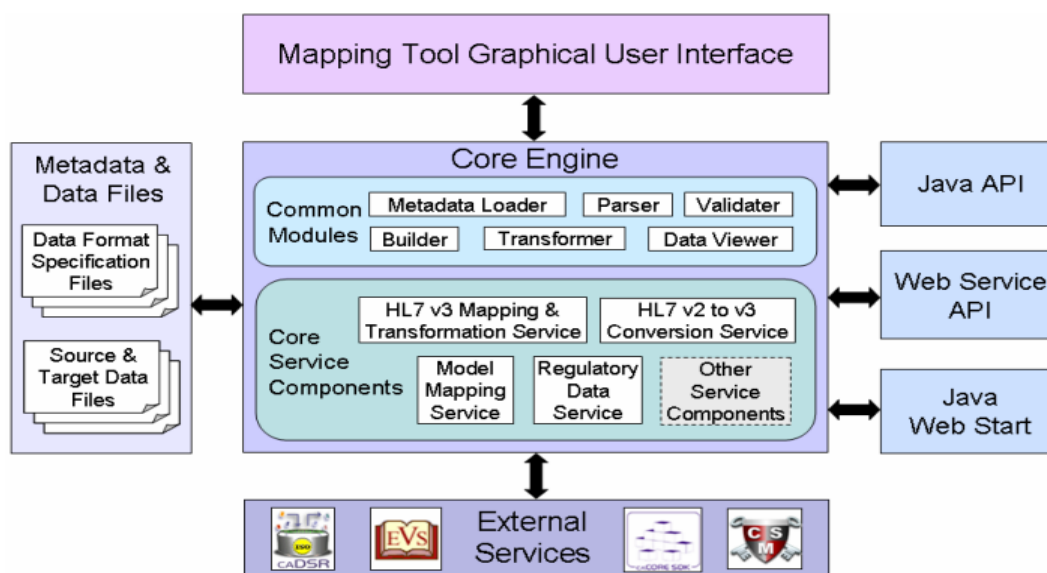 Mapping Tool Graphical User Interface
Metadata &
Data Files
Data Format
Specification
Files
Source &
Target Data
Files
Core Engine
Common
Modules
Metadata Loader
Parser
Validater
Builder
Transformer
Data Viewer
Core
Service
Components
HL7 v3 Mapping &
Transformation Service
HL7 v2 to v3
Conversion Service
Model
Mapping
Service
Regulatory
Data
Service
Other
Service
Components
Java API
Web Service
API
Java
Web Start
External
Services
ISO
caDSR
EVS
caCORE SDK
CSM